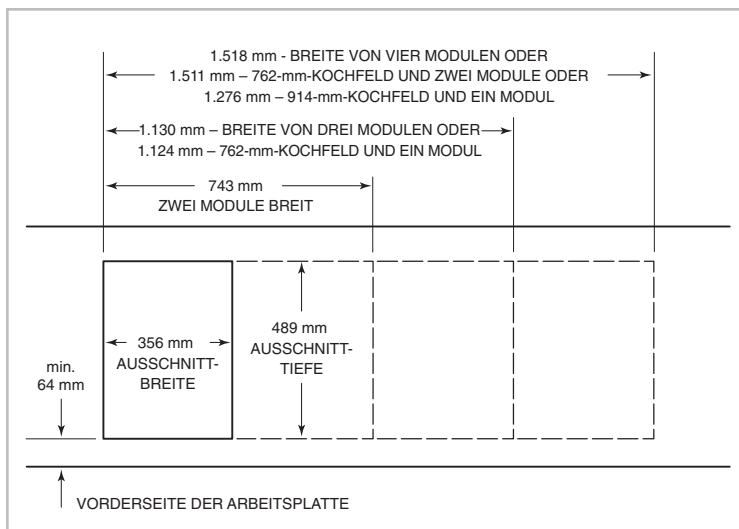 1.518 mm - BREITE VON VIER MODULEN ODER
1.511 mm – 762-mm-KOCHFELD UND ZWEI MODULE ODER
1.276 mm – 914-mm-KOCHFELD UND EIN MODUL
1.130 mm – BREITE VON DREI MODULEN ODER
1.124 mm – 762-mm-KOCHFELD UND EIN MODUL
743 mm
ZWEI MODULE BREIT
356 mm
AUSSCHNITT-
BREITE
489 mm
AUSSCHNITT-
TIEFE
min.
64 mm
VORDERSEITE DER ARBEITSPLATTE